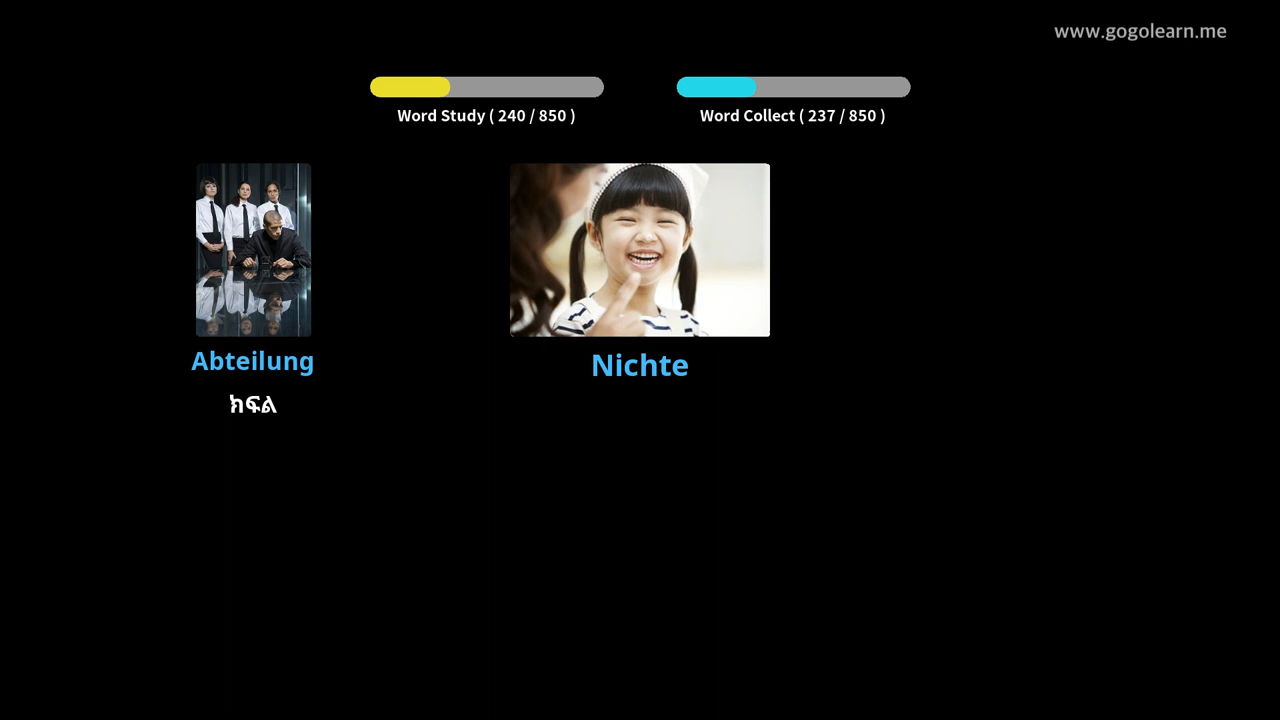 www.gogolearn.me
Word Study ( 240 / 850 )
Word Collect ( 237 / 850 )
Abteilung
ክፍል
Nichte